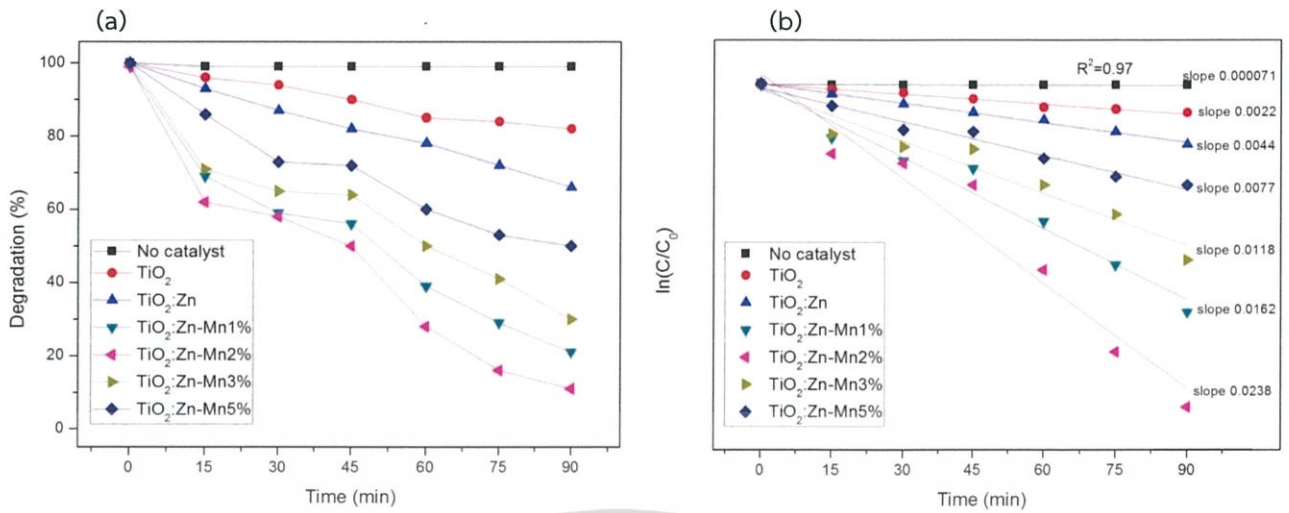 (a)
Degradation (%)
100
80
60
40
20
0
No catalyst
TiO₂
TiO₂:Zn
TiO₂:Zn-Mn1%
TiO₂:Zn-Mn2%
TiO₂:Zn-Mn3%
TiO₂:Zn-Mn5%
0 15 30 45 60 75 90
Time (min)
(b)
ln(C/C₀)
R²=0.97
slope 0.000071
slope 0.0022
slope 0.0044
slope 0.0077
slope 0.0118
slope 0.0162
slope 0.0238
No catalyst
TiO₂
TiO₂:Zn
TiO₂:Zn-Mn1%
TiO₂:Zn-Mn2%
TiO₂:Zn-Mn3%
TiO₂:Zn-Mn5%
0 15 30 45 60 75 90
Time (min)